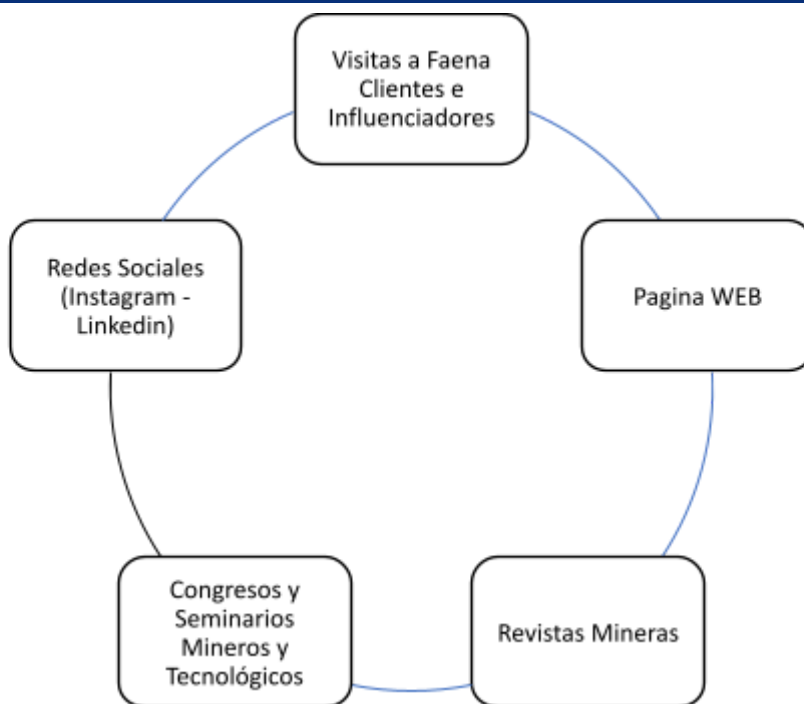 Visitas a Faena
Clientes e
Influenciadores
Redes Sociales
(Instagram -
Linkedin)
Pagina WEB
Congresos y
Seminarios
Mineros y
Tecnológicos
Revistas Mineras